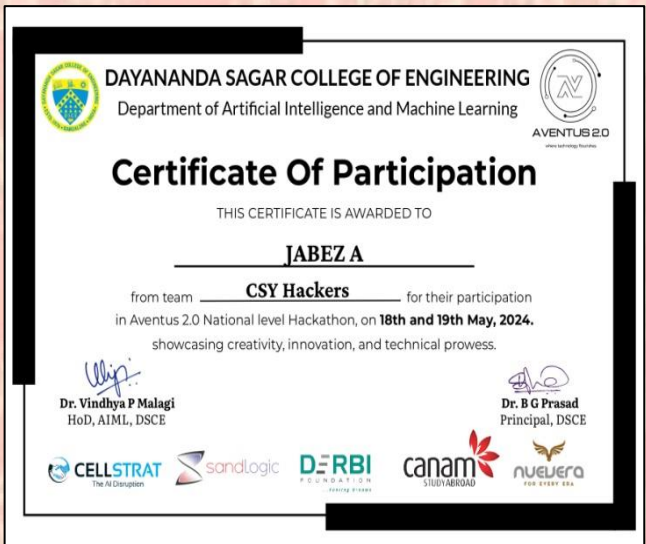 DAYANANDA SAGAR COLLEGE OF ENGINEERING
Department of Artificial Intelligence and Machine Learning
AVENTUS 2.0
where technology flourishes
Certificate Of Participation
THIS CERTIFICATE IS AWARDED TO
JABEZ A
from team CSY Hackers for their participation
in Aventus 2.0 National level Hackathon, on 18th and 19th May, 2024.
showcasing creativity, innovation, and technical prowess.
Dr. Vindhya P Malagi
HoD, AIML, DSCE
Dr. B G Prasad
Principal, DSCE
CELLSTRAT
The AI Disruption
sandlogic
DERBI
FOUNDATION
canam
STUDYABROAD
nuevera
FOR EVERY ERA